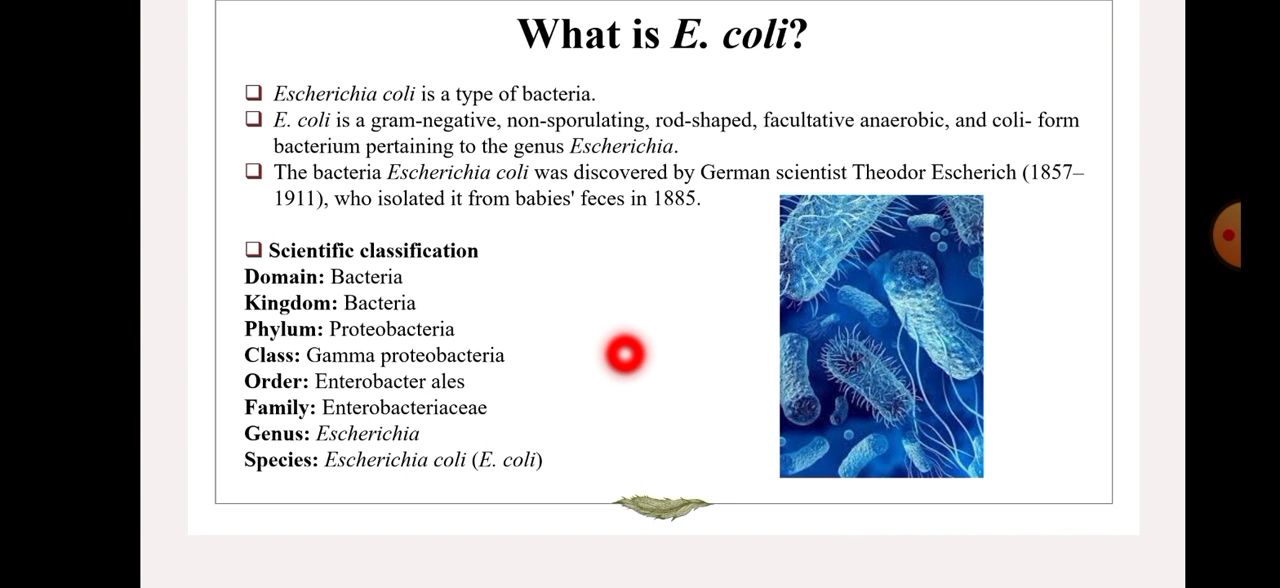 What is E. coli?
❑ Escherichia coli is a type of bacteria.
❑ E. coli is a gram-negative, non-sporulating, rod-shaped, facultative anaerobic, and coli- form
bacterium pertaining to the genus Escherichia.
❑ The bacteria Escherichia coli was discovered by German scientist Theodor Escherich (1857–
1911), who isolated it from babies' feces in 1885.
❑ Scientific classification
Domain: Bacteria
Kingdom: Bacteria
Phylum: Proteobacteria
Class: Gamma proteobacteria
Order: Enterobacter ales
Family: Enterobacteriaceae
Genus: Escherichia
Species: Escherichia coli (E. coli)